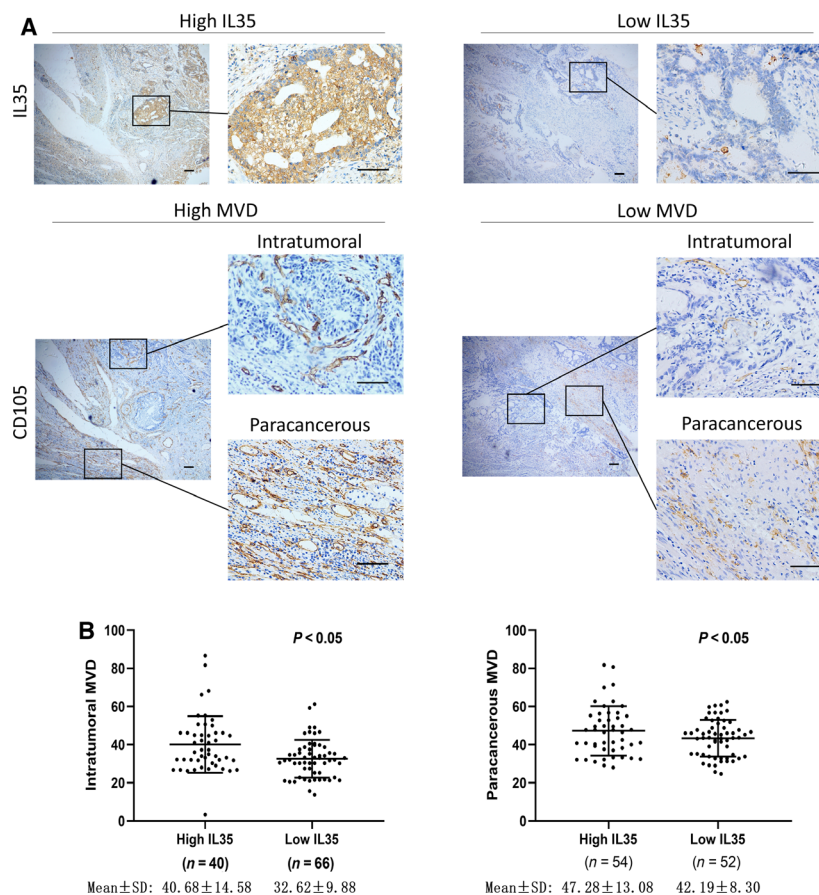 A
High IL35
Low IL35
IL35
High MVD
Low MVD
Intratumoral
Intratumoral
CD105
Paracancerous
Paracancerous
B
Intratumoral MVD
100
80
60
40
20
0
P < 0.05
High IL35
Low IL35
(n = 40)
(n = 66)
Mean±SD: 40.68±14.58 32.62±9.88
Paracancerous MVD
100
80
60
40
20
0
P < 0.05
High IL35
Low IL35
(n = 54)
(n = 52)
Mean±SD: 47.28±13.08 42.19±8.30